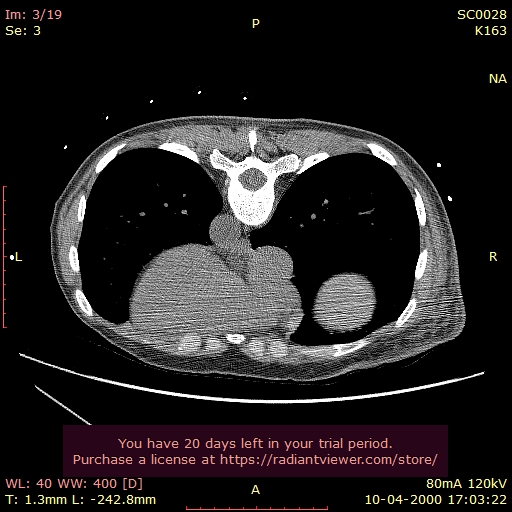 Im: 3/19
Se: 3
P
SC0028
K163
NA
L
R
You have 20 days left in your trial period.
Purchase a license at https://radiantviewer.com/store/
WL: 40 WW: 400 [D]
T: 1.3mm L: -242.8mm
A
80mA 120kV
10-04-2000 17:03:22